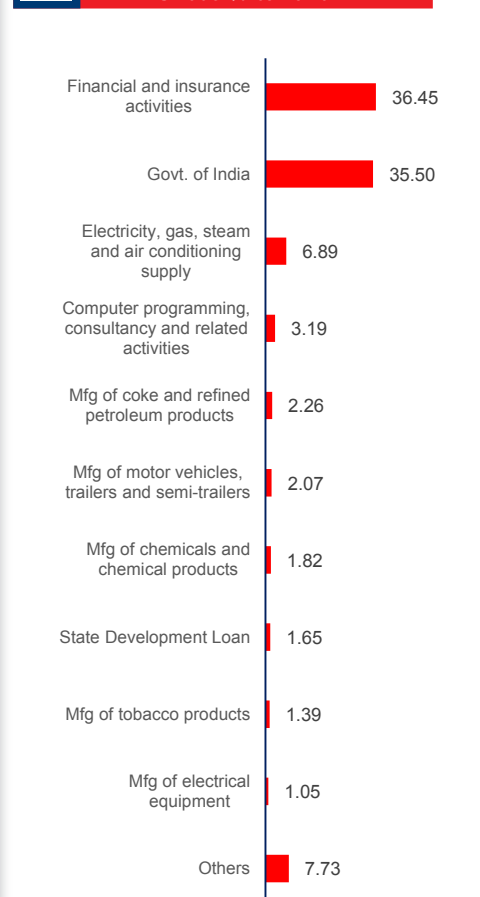 Financial and insurance
activities
36.45
Govt. of India
35.50
Electricity, gas, steam
and air conditioning
supply
6.89
Computer programming,
consultancy and related
activities
3.19
Mfg of coke and refined
petroleum products
2.26
Mfg of motor vehicles,
trailers and semi-trailers
2.07
Mfg of chemicals and
chemical products
1.82
State Development Loan
1.65
Mfg of tobacco products
1.39
Mfg of electrical
equipment
1.05
Others
7.73